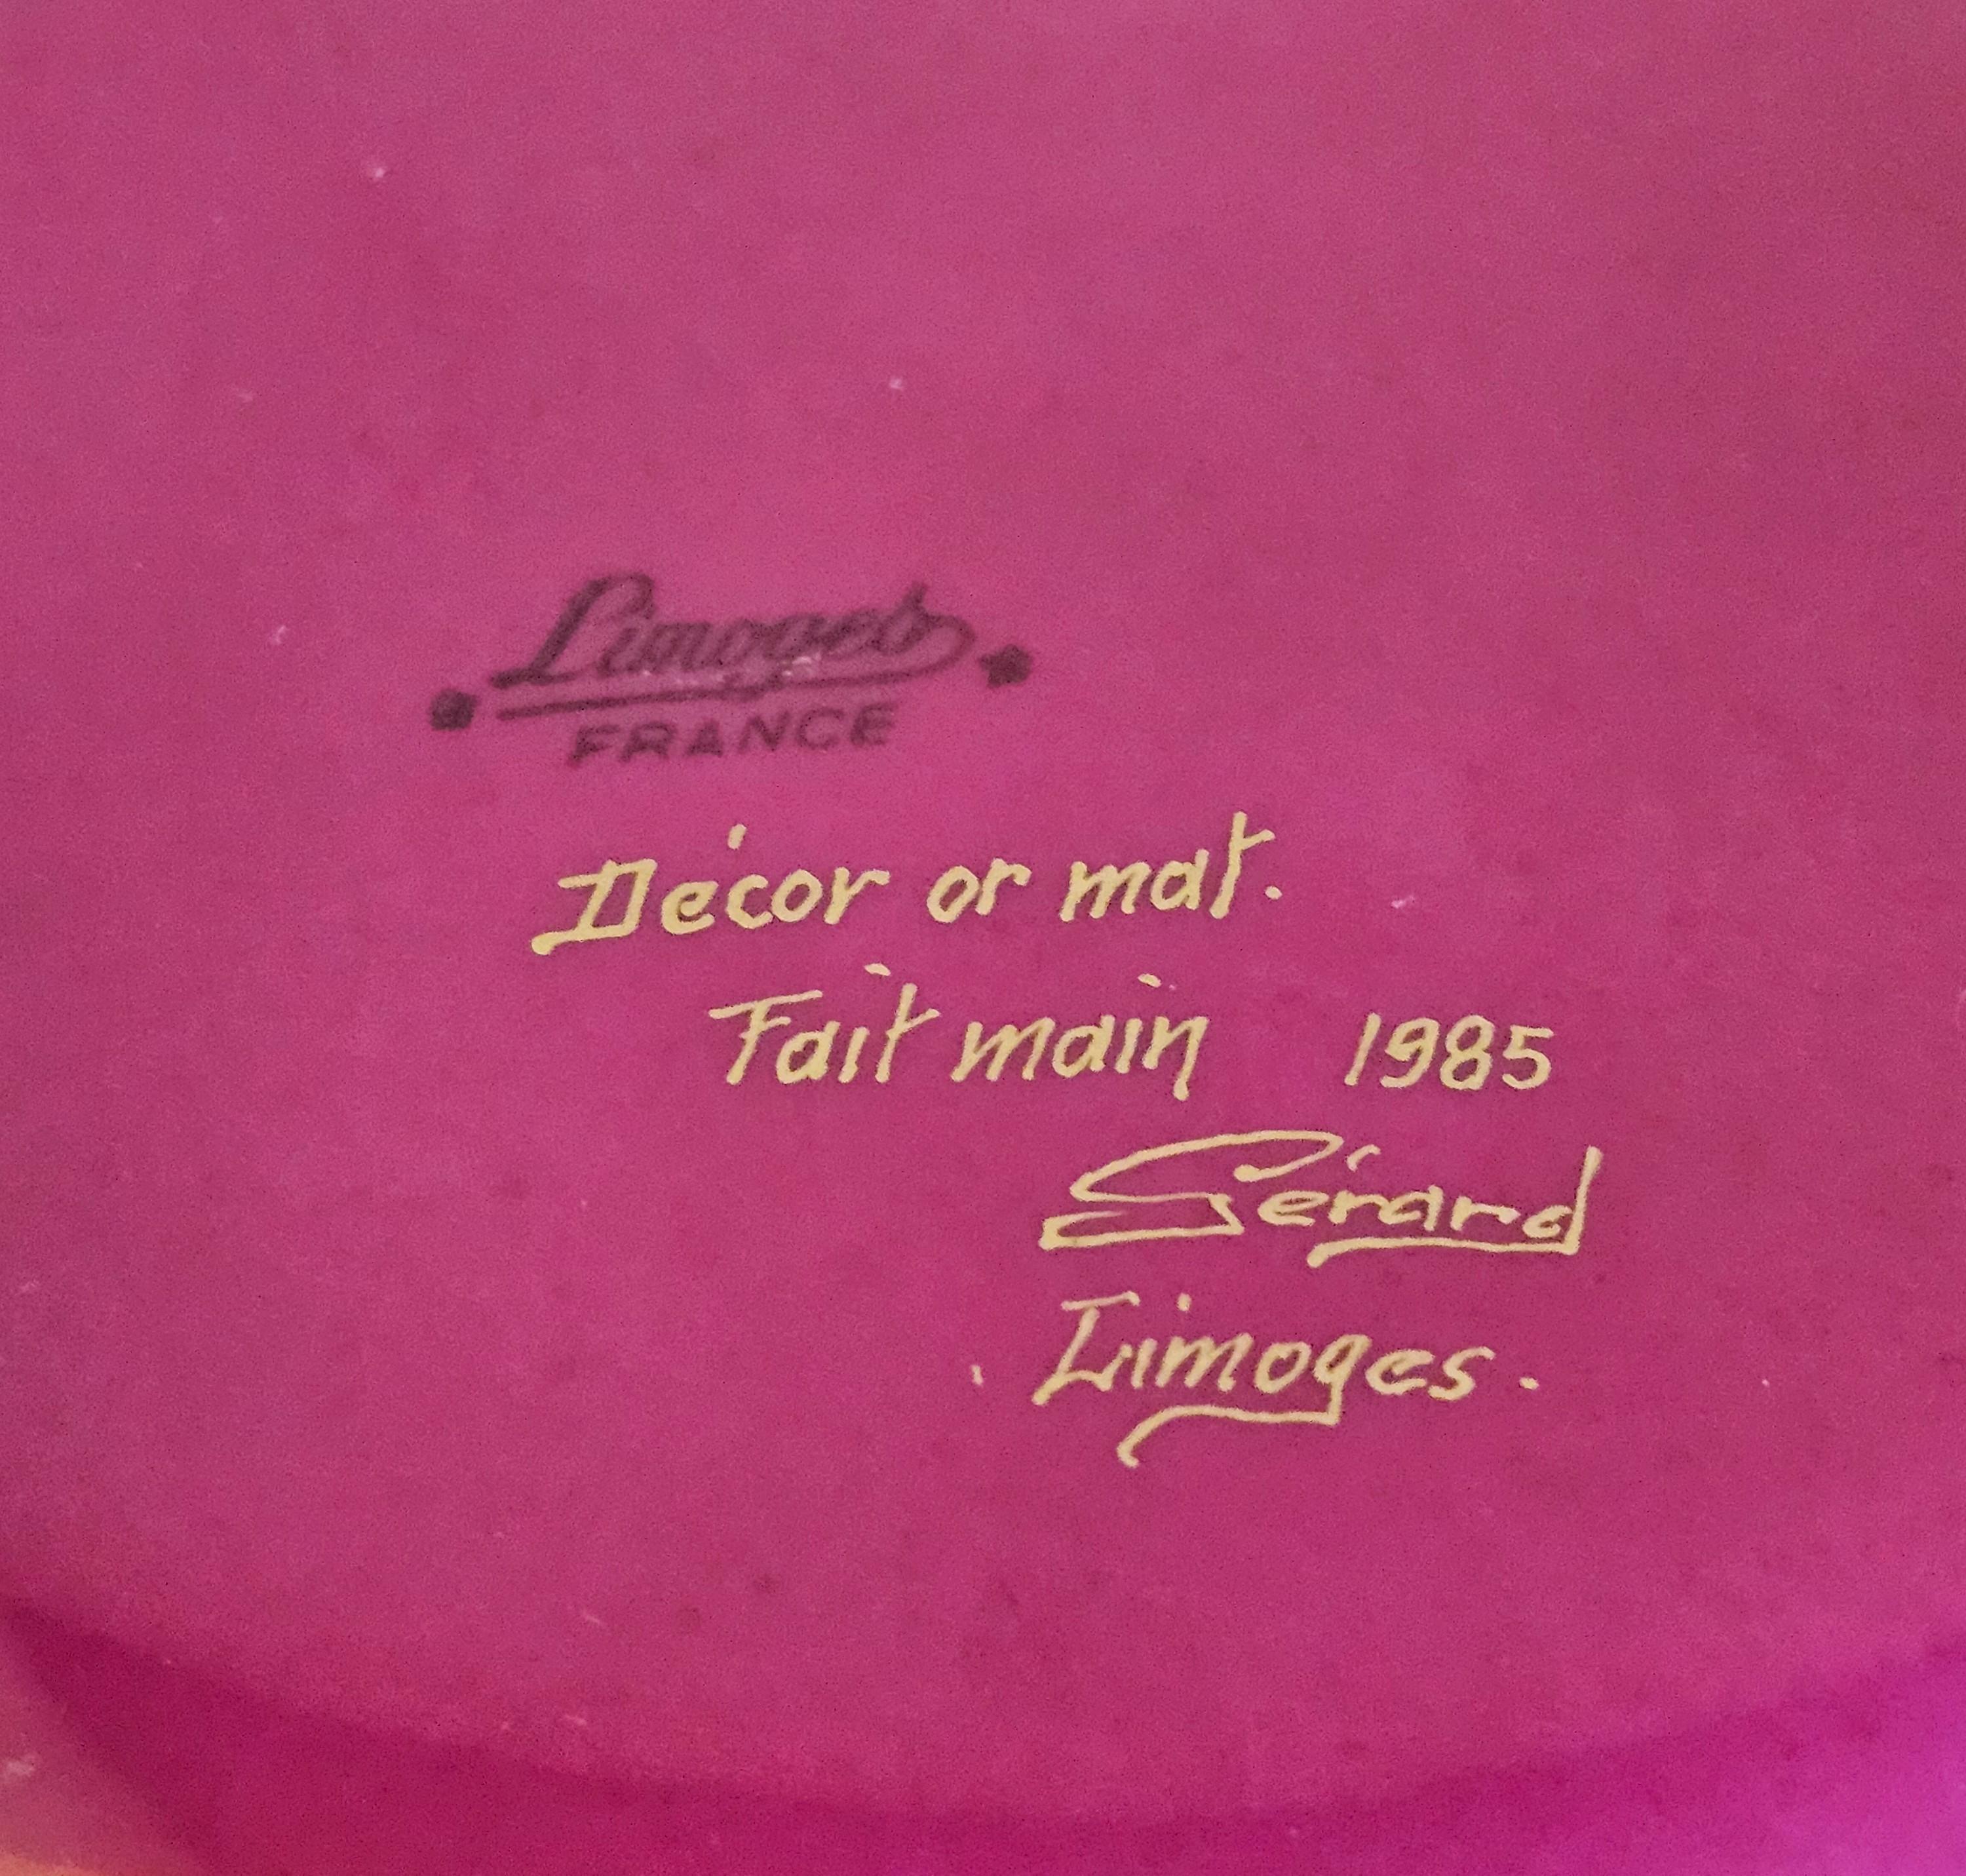 Limoges
FRANCE
Décor or mat.
Fait main 1985
Gérard
Limoges.